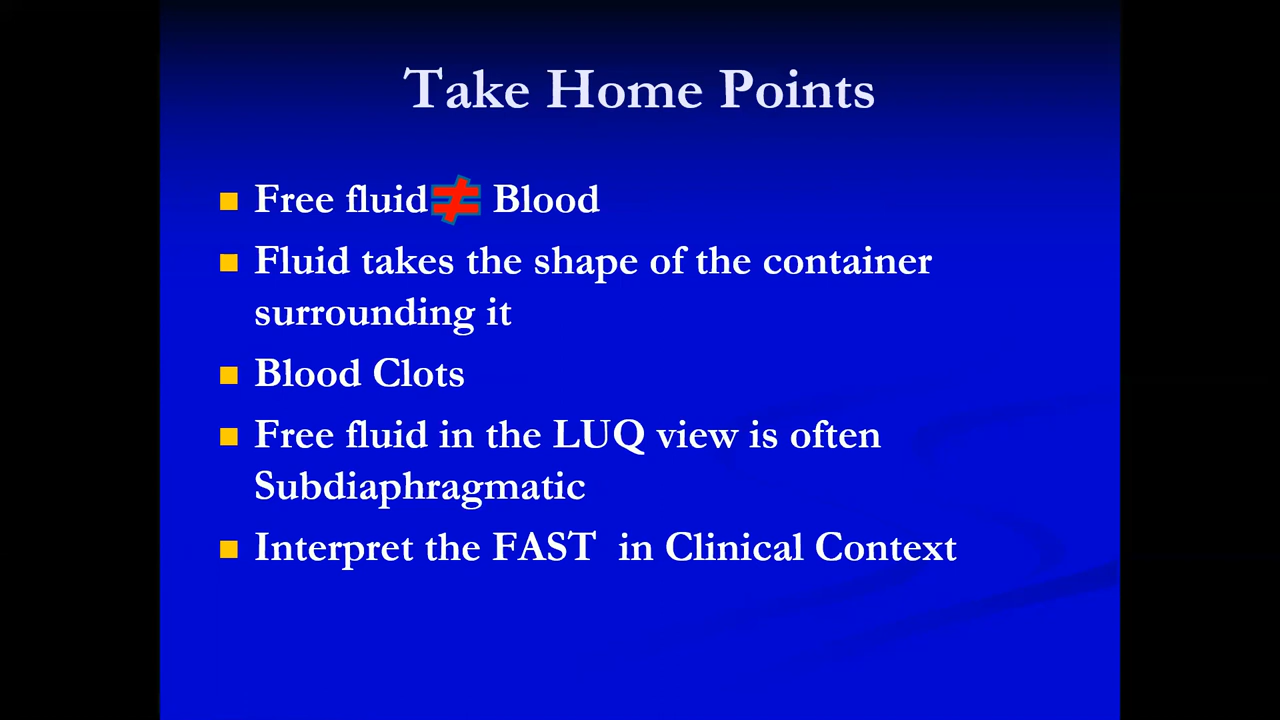 Take Home Points
Free fluid ≠ Blood
Fluid takes the shape of the container
surrounding it
Blood Clots
Free fluid in the LUQ view is often
Subdiaphragmatic
Interpret the FAST in Clinical Context